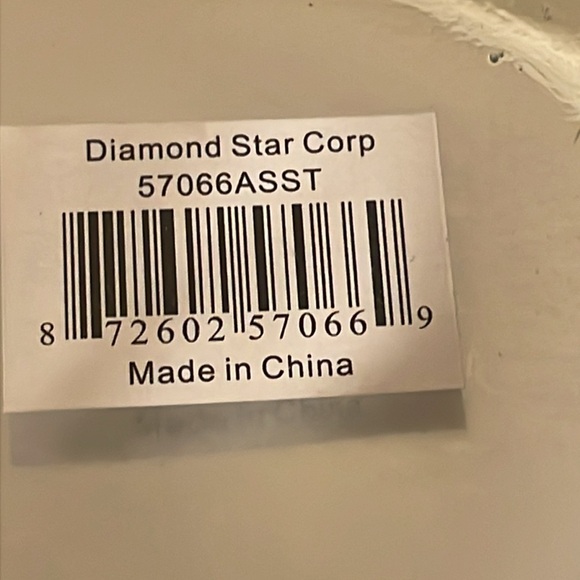 Diamond Star Corp
57066ASST
8 72602 57066 9
Made in China